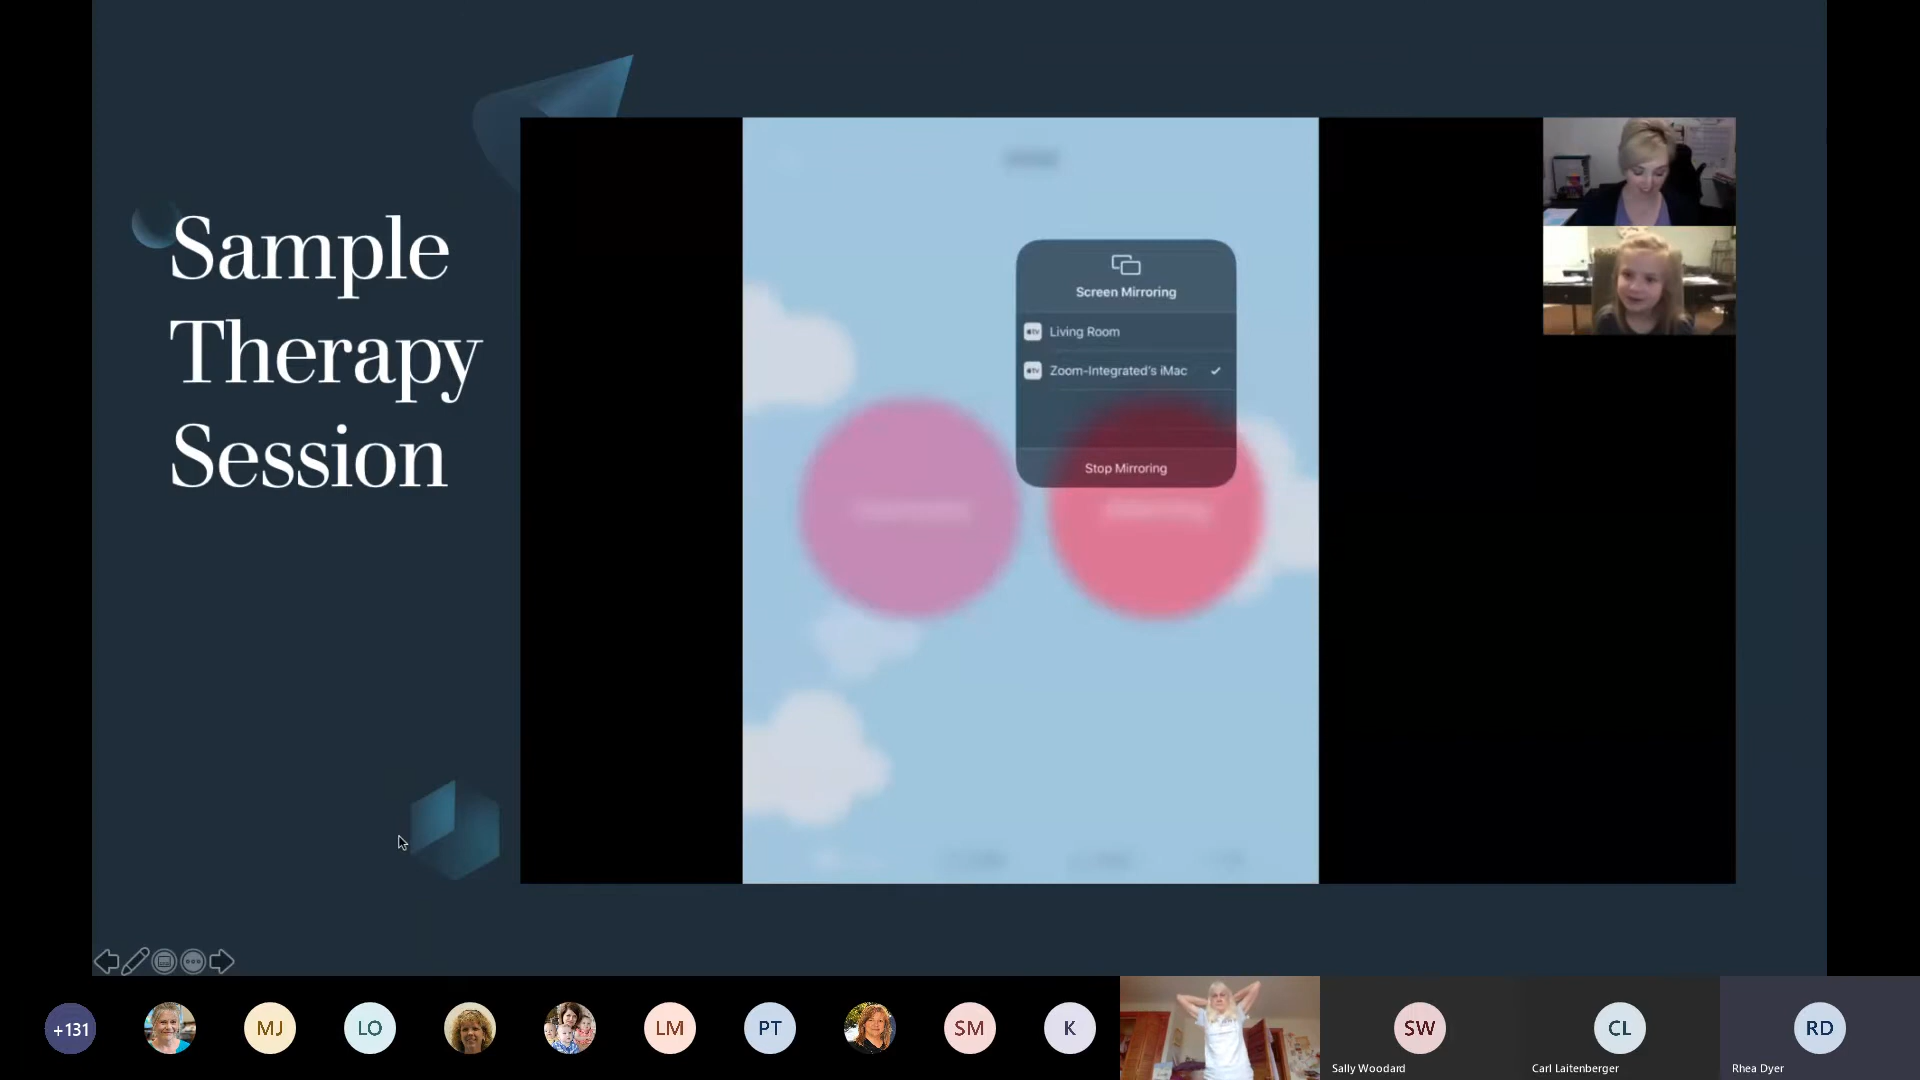 Sample
Therapy
Session
Screen Mirroring
Living Room
Zoom-Integrated's iMac
Stop Mirroring
+131
MJ
LO
LM
PT
SM
K
SW
Sally Woodard
CL
Carl Laitenberger
RD
Rhea Dyer